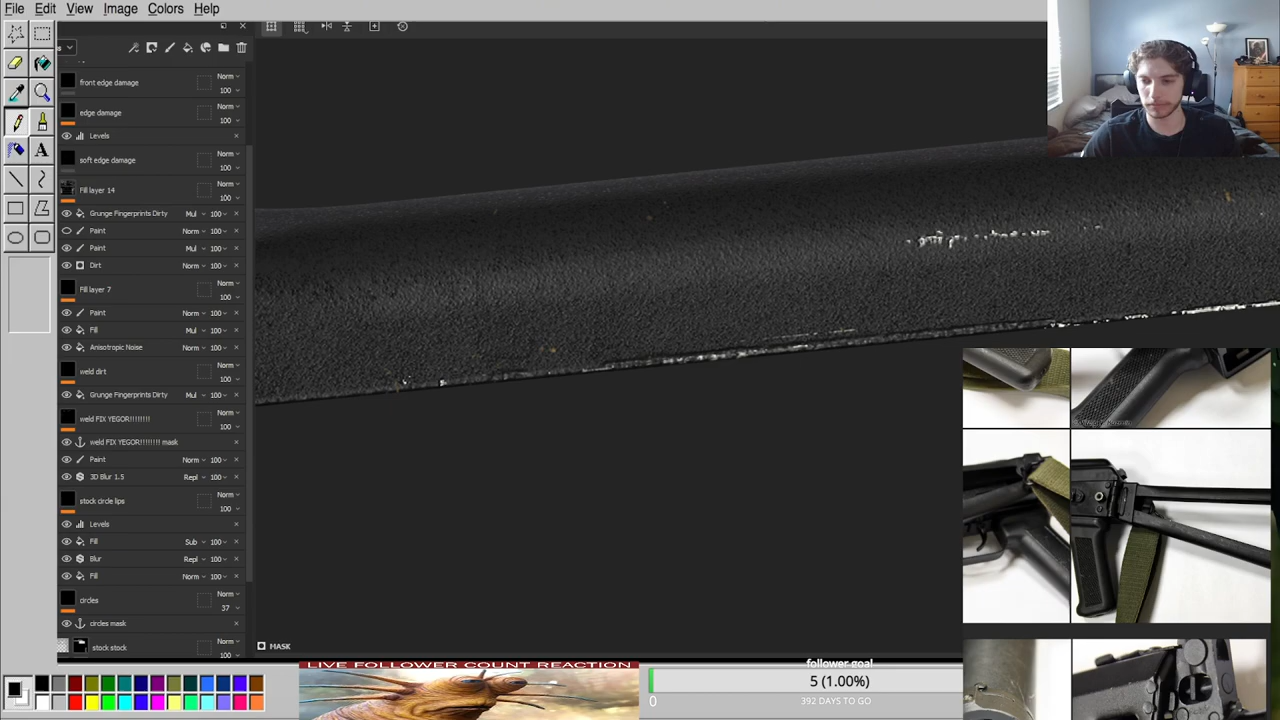 File Edit View Image Colors Help
front edge damage Norm 100
edge damage Norm 100
Levels
soft edge damage Norm 100
Fill layer 14 Norm 100
Grunge Fingerprints Dirty Mul 100
Paint Norm 100
Paint Mul 100
Dirt Norm 100
Fill layer 7 Norm 100
Paint Norm 100
Fill Mul 100
Anisotropic Noise Mul 100
weld dirt Norm 100
Grunge Fingerprints Dirty Mul 100
weld FIX YEGOR!!!!!!!! Norm 100
weld FIX YEGOR!!!!!!!! mask
Paint Norm 100
3D Blur 1.5 Repl 100
stock circle lips Norm 100
Levels
Fill Sub 100
Blur Repl 100
Fill Norm 100
circles Norm 37
circles mask
stock stock Norm 100
MASK
LIVE FOLLOWER COUNT REACTION
follower goal
5 (1.00%)
0
392 DAYS TO GO